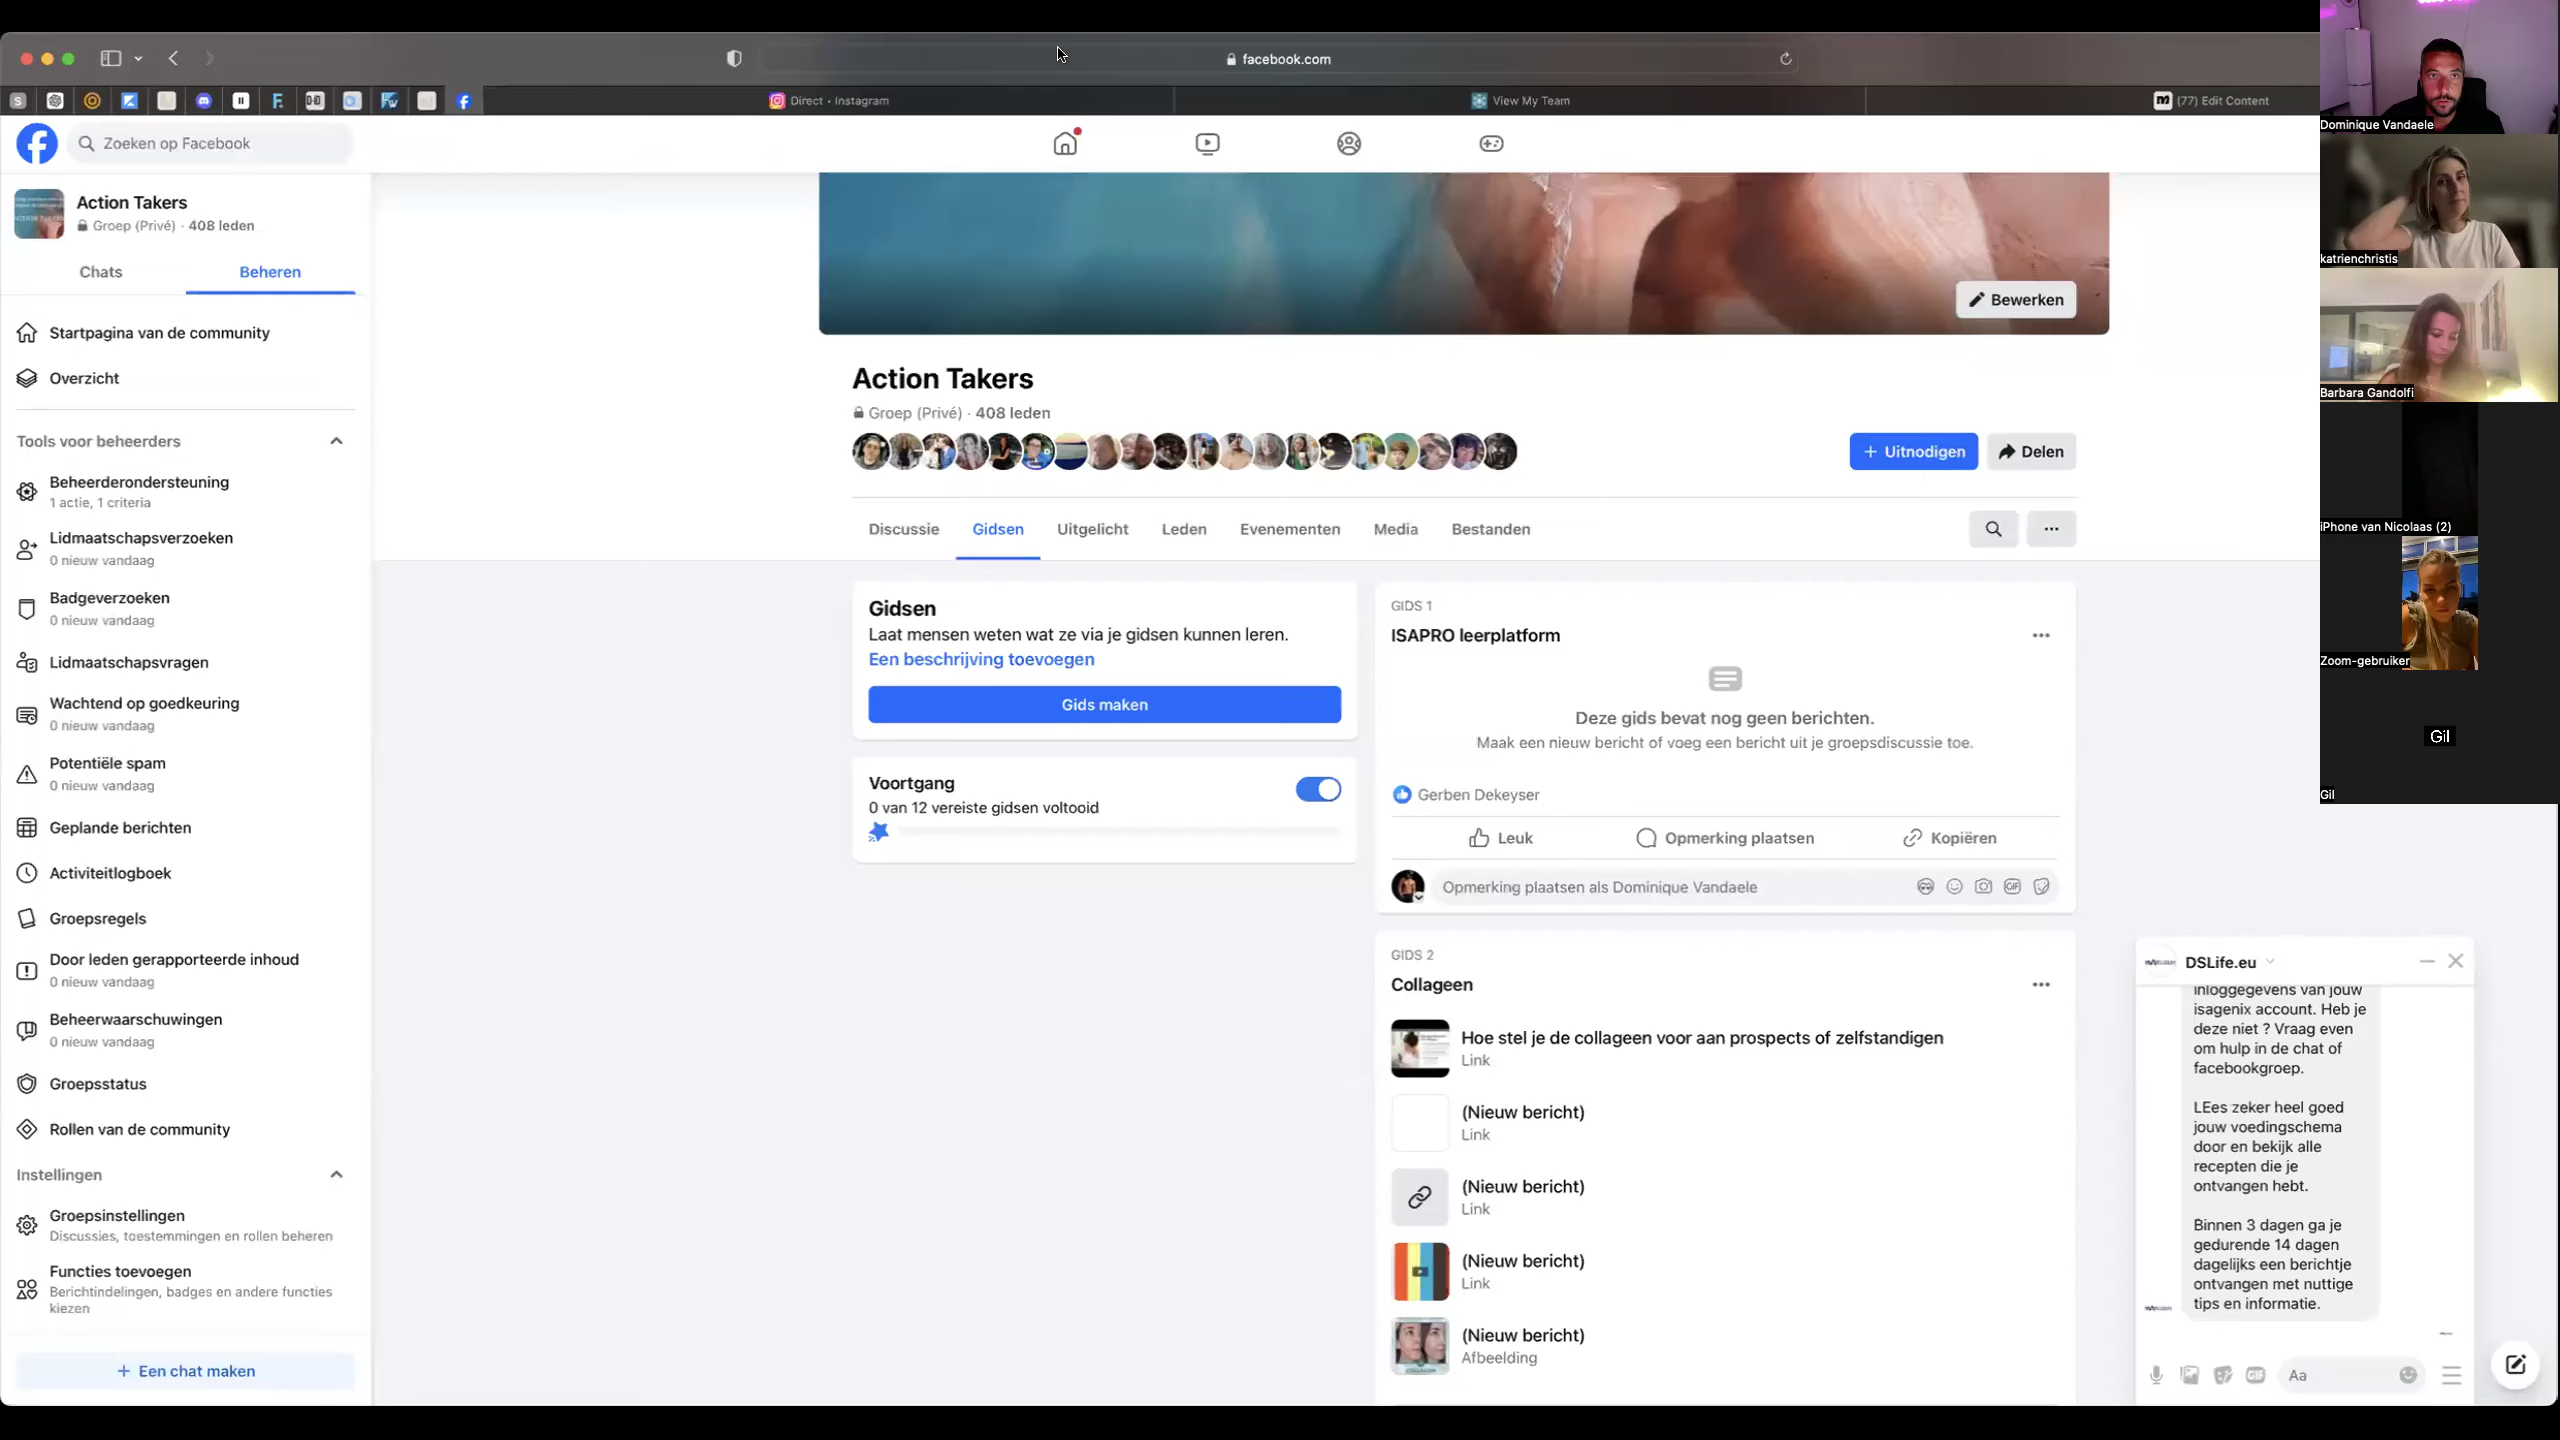 facebook.com
Direct • Instagram
View My Team
(77) Edit Content
Zoeken op Facebook
Action Takers
Groep (Privé) · 408 leden
Chats
Beheren
Startpagina van de community
Overzicht
Tools voor beheerders
Beheerderondersteuning
1 actie, 1 criteria
Lidmaatschapsverzoeken
0 nieuw vandaag
Badgeverzoeken
0 nieuw vandaag
Lidmaatschapsvragen
Wachtend op goedkeuring
0 nieuw vandaag
Potentiële spam
0 nieuw vandaag
Geplande berichten
Activiteitlogboek
Groepsregels
Door leden gerapporteerde inhoud
0 nieuw vandaag
Beheerwaarschuwingen
0 nieuw vandaag
Groepsstatus
Rollen van de community
Instellingen
Groepsinstellingen
Discussies, toestemmingen en rollen beheren
Functies toevoegen
Berichtindelingen, badges en andere functies
kiezen
+ Een chat maken
Bewerken
Action Takers
Groep (Privé) · 408 leden
+ Uitnodigen
Delen
Discussie
Gidsen
Uitgelicht
Leden
Evenementen
Media
Bestanden
Gidsen
Laat mensen weten wat ze via je gidsen kunnen leren.
Een beschrijving toevoegen
Gids maken
Voortgang
0 van 12 vereiste gidsen voltooid
GIDS 1
ISAPRO leerplatform
Deze gids bevat nog geen berichten.
Maak een nieuw bericht of voeg een bericht uit je groepsdiscussie toe.
Gerben Dekeyser
Leuk
Opmerking plaatsen
Kopiëren
Opmerking plaatsen als Dominique Vandaele
GIDS 2
Collageen
Hoe stel je de collageen voor aan prospects of zelfstandigen
Link
(Nieuw bericht)
Link
(Nieuw bericht)
Link
(Nieuw bericht)
Link
(Nieuw bericht)
Afbeelding
DSLife.eu
inloggegevens van jouw
isagenix account. Heb je
deze niet ? Vraag even
om hulp in de chat of
facebookgroep.
LEes zeker heel goed
jouw voedingschema
door en bekijk alle
recepten die je
ontvangen hebt.
Binnen 3 dagen ga je
gedurende 14 dagen
dagelijks een berichtje
ontvangen met nuttige
tips en informatie.
Aa
Dominique Vandaele
katrienchristis
Barbara Gandolfi
iPhone van Nicolaas (2)
Zoom-gebruiker
Gil
Gil